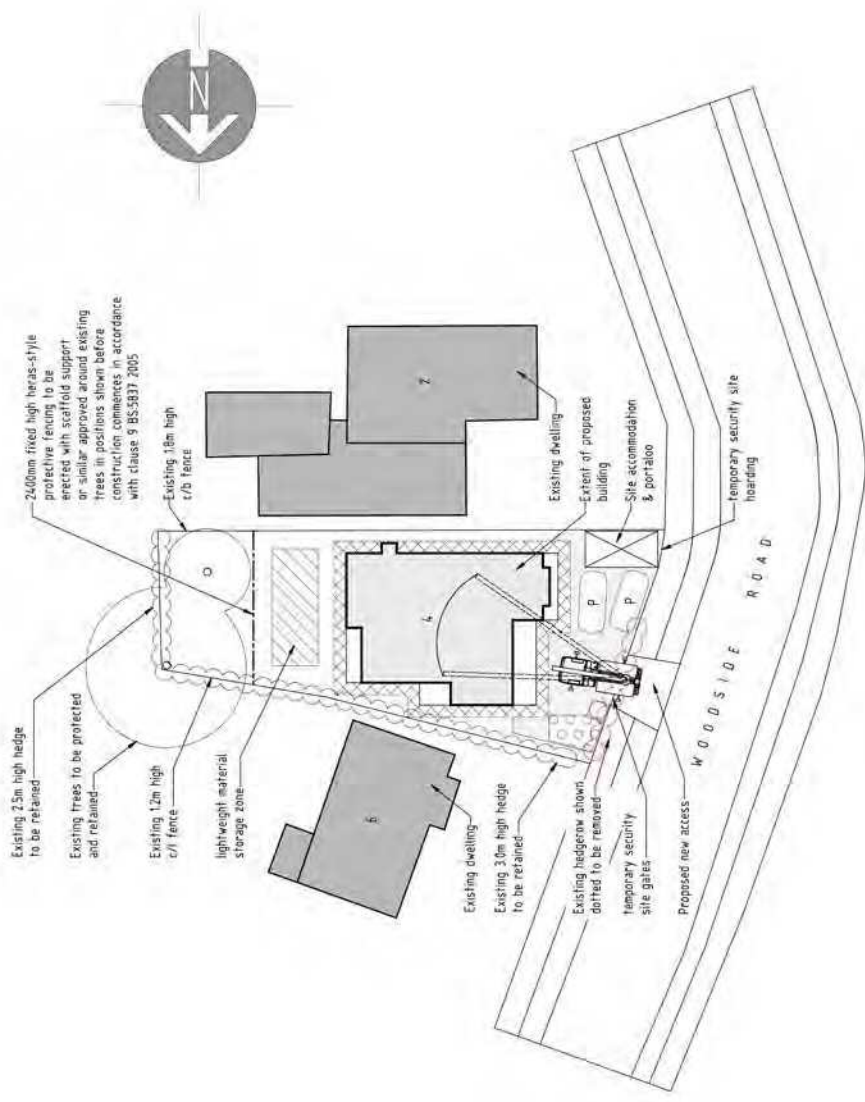 N
Existing 2.5m high hedge
to be retained
Existing trees to be protected
and retained
Existing 1.2m high
c/l fence
lightweight material
storage zone
2400mm fixed high heras-style
protective fencing to be
erected with scaffold support
or similar approved around existing
trees in positions shown before
construction commences in accordance
with clause 9 BS:5837 2005
Existing 1.8m high
c/b fence
2
4
6
Existing dwelling
Extent of proposed
building
Site accommodation
& portaloo
temporary security site
hoarding
P
P
Existing dwelling
Existing 3.0m high hedge
to be retained
Existing hedgerow shown
dotted to be removed
temporary security
site gates
Proposed new access
WOODSIDE ROAD